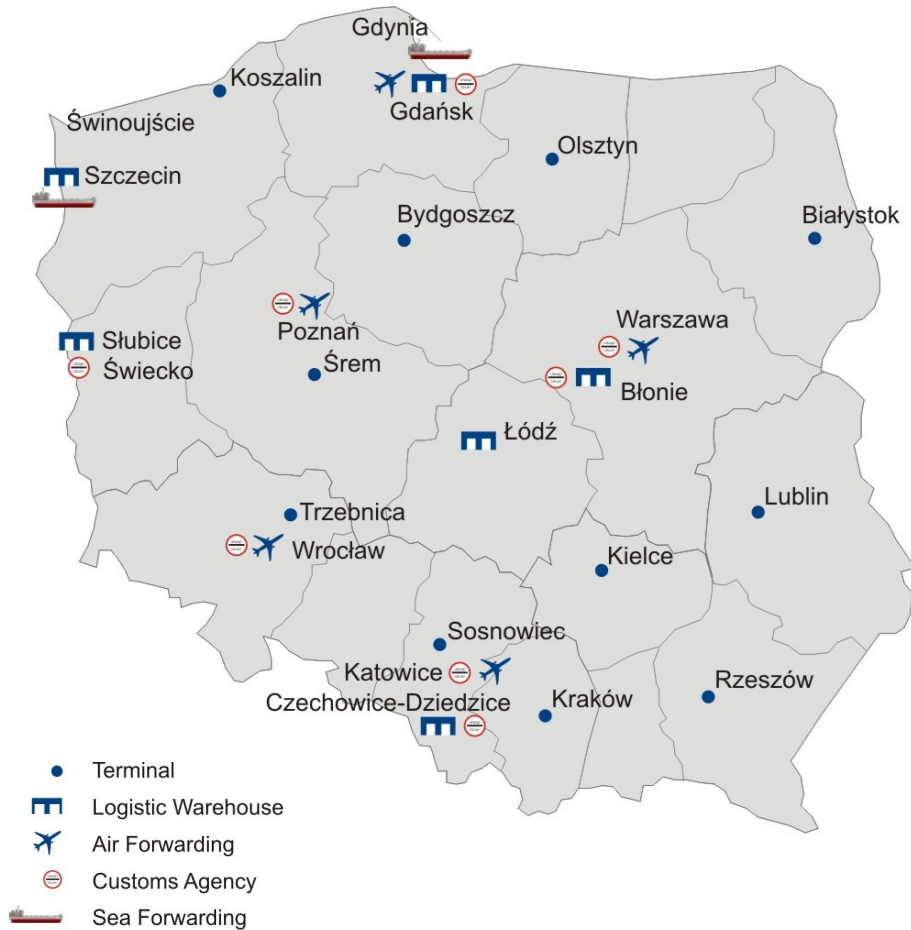 Gdynia
Koszalin
Gdańsk
Świnoujście
Olsztyn
Szczecin
Bydgoszcz
Białystok
Warszawa
Poznań
Słubice
Świecko
Śrem
Błonie
Łódź
Lublin
Trzebnica
Wrocław
Kielce
Sosnowiec
Katowice
Rzeszów
Czechowice-Dziedzice
Kraków
Terminal
Logistic Warehouse
Air Forwarding
Customs Agency
Sea Forwarding